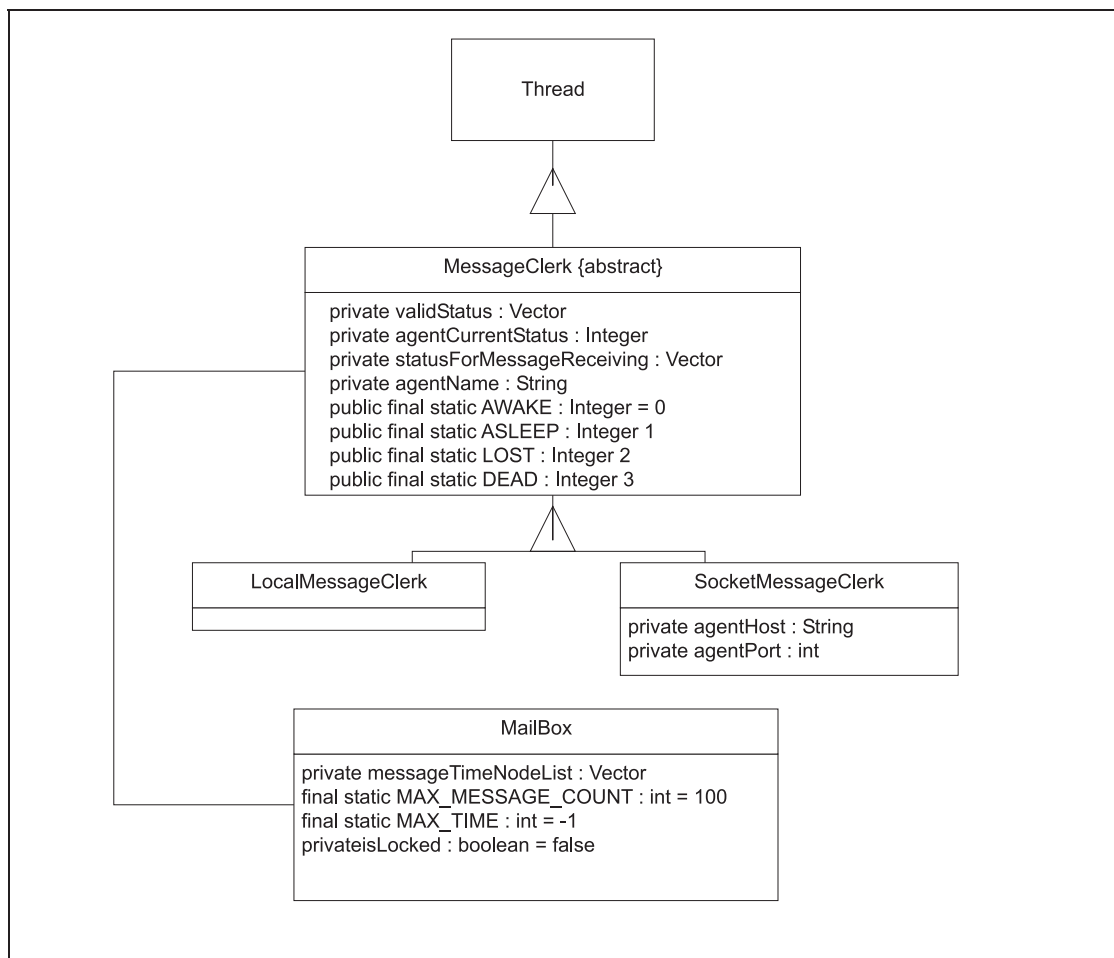 Thread
MessageClerk {abstract}
private validStatus : Vector
private agentCurrentStatus : Integer
private statusForMessageReceiving : Vector
private agentName : String
public final static AWAKE : Integer = 0
public final static ASLEEP : Integer 1
public final static LOST : Integer 2
public final static DEAD : Integer 3
LocalMessageClerk
SocketMessageClerk
private agentHost : String
private agentPort : int
MailBox
private messageTimeNodeList : Vector
final static MAX_MESSAGE_COUNT : int = 100
final static MAX_TIME : int = -1
privateisLocked : boolean = false